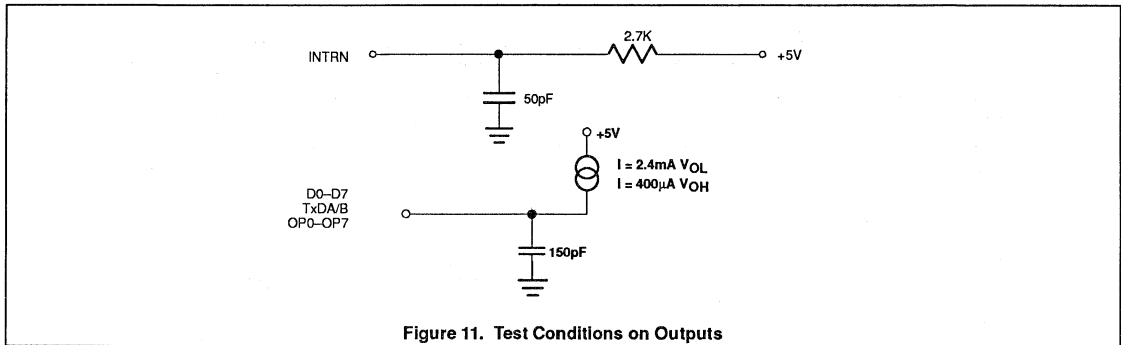 INTRN
2.7K
+5V
50pF
+5V
I = 2.4mA VOL
I = 400μA VOH
D0–D7
TxDA/B
OP0–OP7
150pF
Figure 11. Test Conditions on Outputs